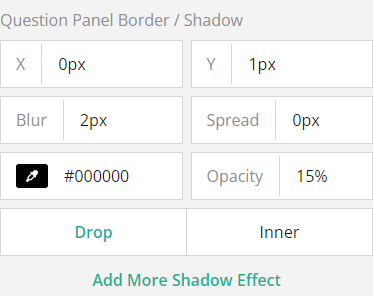 Question Panel Border / Shadow
X 0px Y 1px
Blur 2px Spread 0px
#000000 Opacity 15%
Drop Inner
Add More Shadow Effect